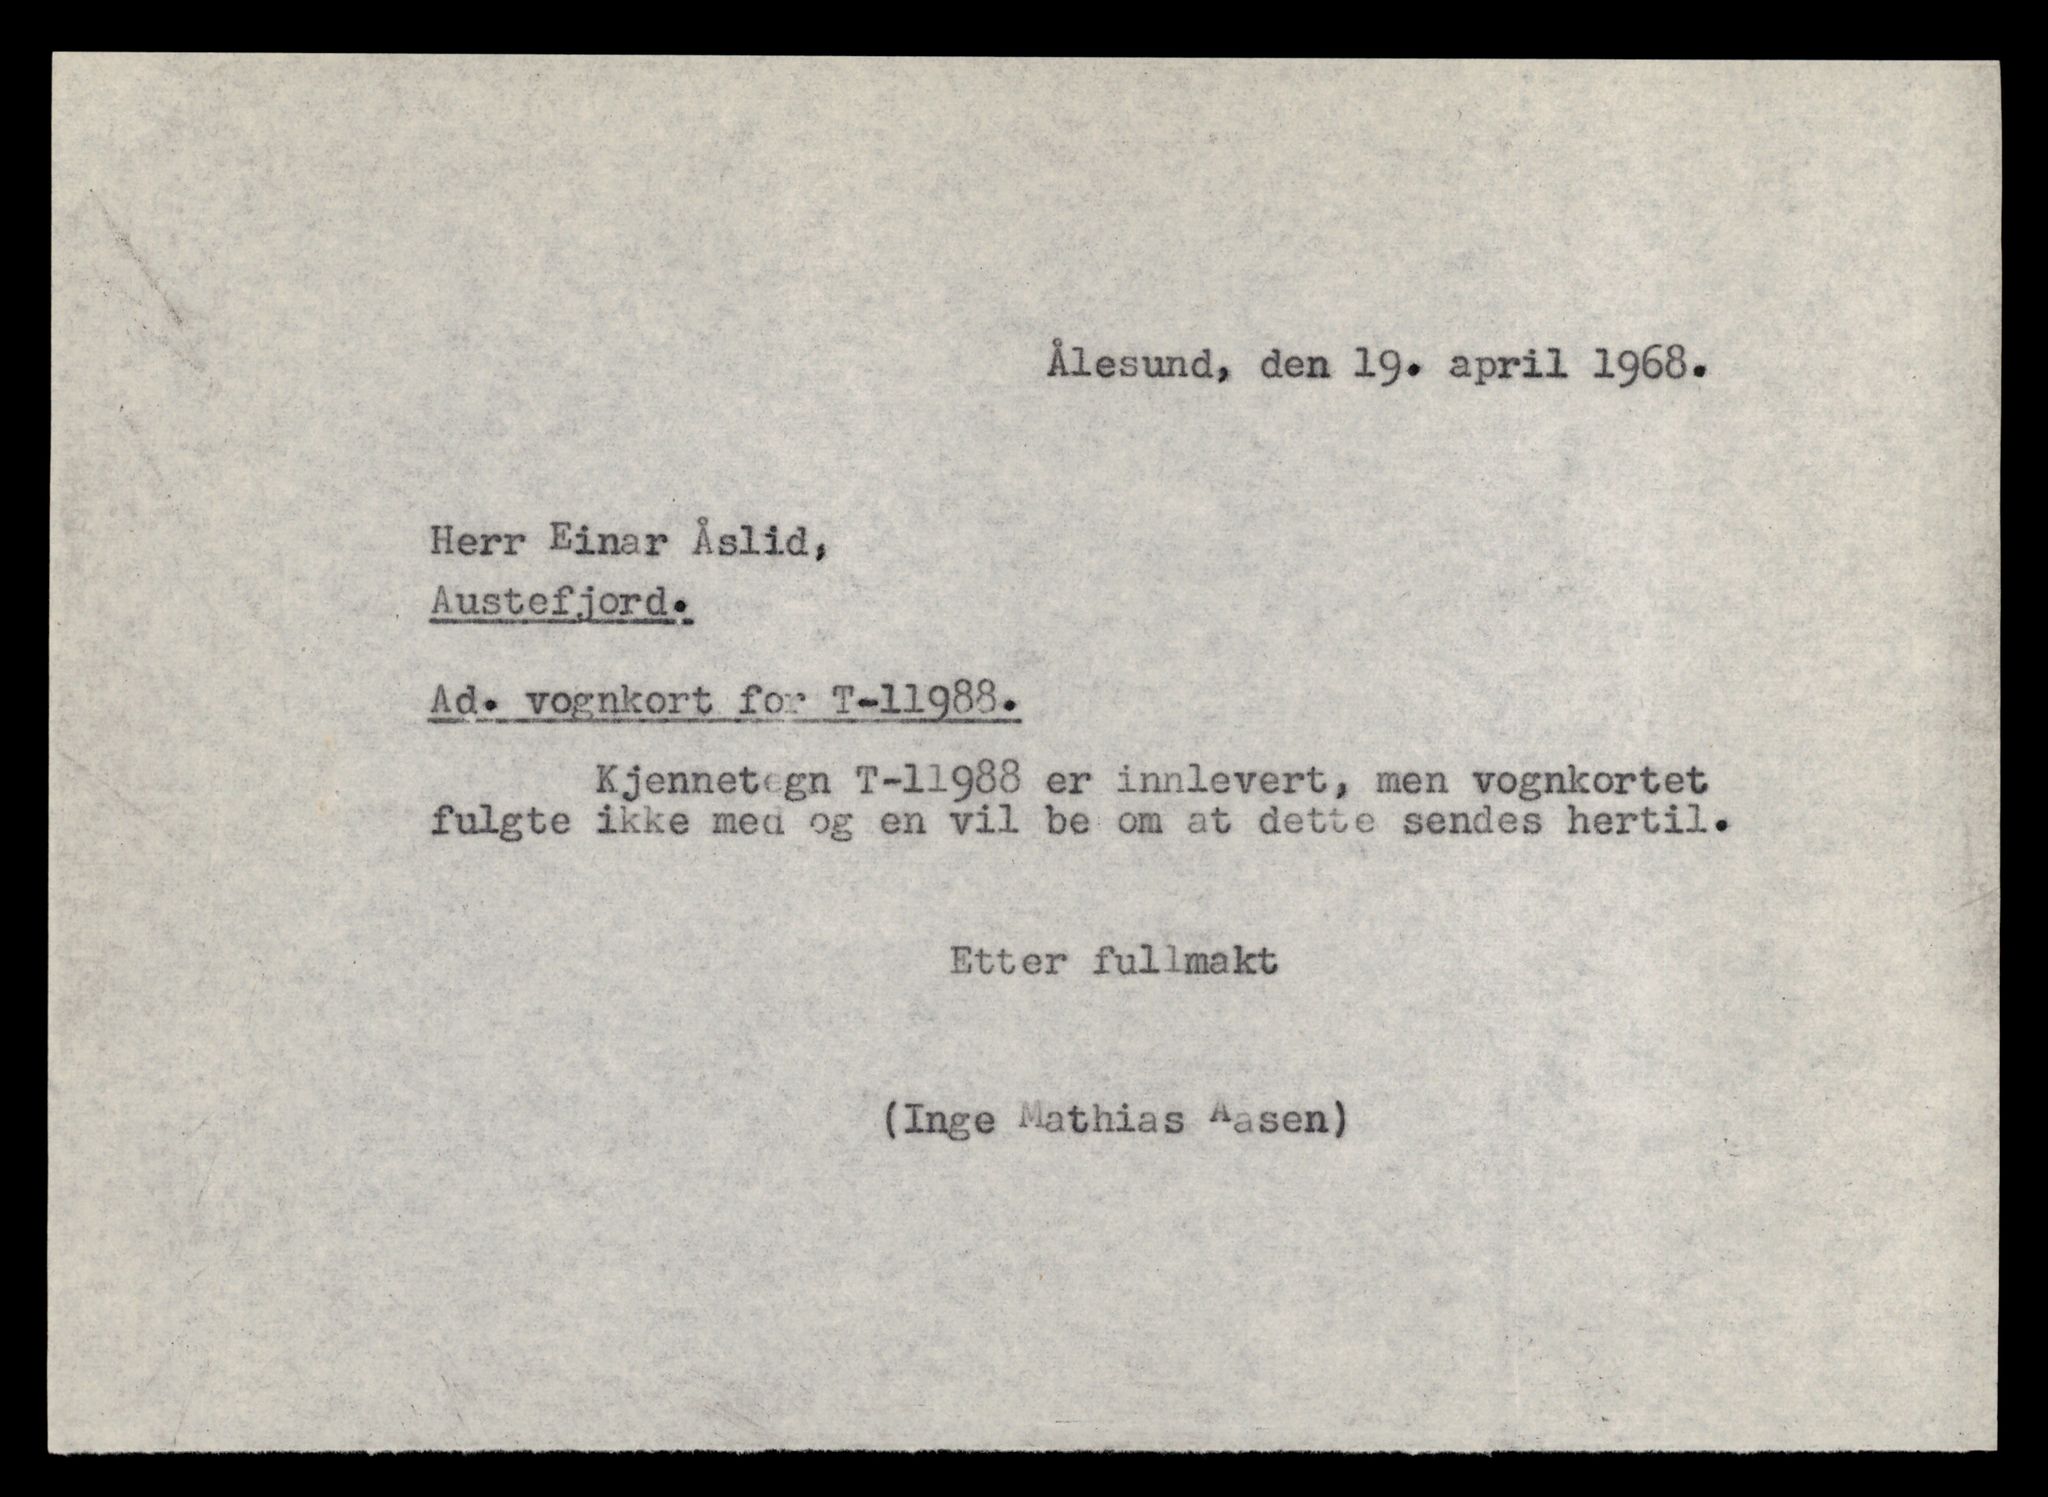 Ålesund, den 19. april 1968.
Herr Einar Åslid,
Austefjord.
Ad. vognkort for T-11988.
Kjennetegn T-11988 er innlevert, men vognkortet
fulgte ikke med og en vil be om at dette sendes hertil.
Etter fullmakt
(Inge Mathias Aasen)